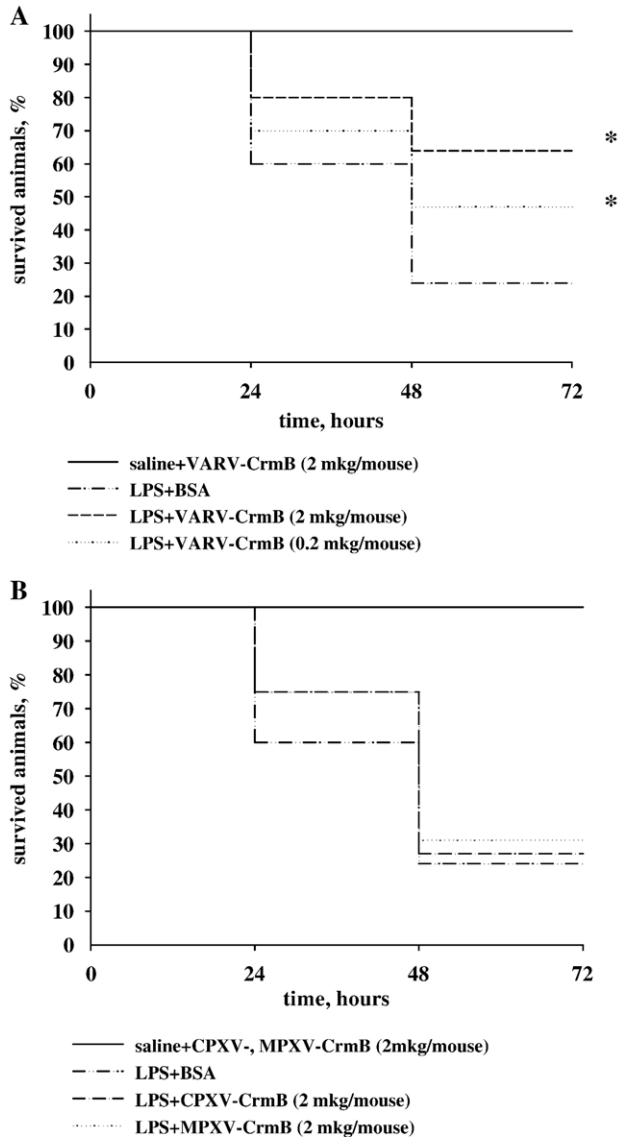 A
survived animals, %
100
90
80
70
60
50
40
30
20
10
0
*
*
0 24 48 72
time, hours
saline+VARV-CrmB (2 mkg/mouse)
LPS+BSA
LPS+VARV-CrmB (2 mkg/mouse)
LPS+VARV-CrmB (0.2 mkg/mouse)
B
survived animals, %
100
90
80
70
60
50
40
30
20
10
0
0 24 48 72
time, hours
saline+CPXV-, MPXV-CrmB (2mkg/mouse)
LPS+BSA
LPS+CPXV-CrmB (2 mkg/mouse)
LPS+MPXV-CrmB (2 mkg/mouse)